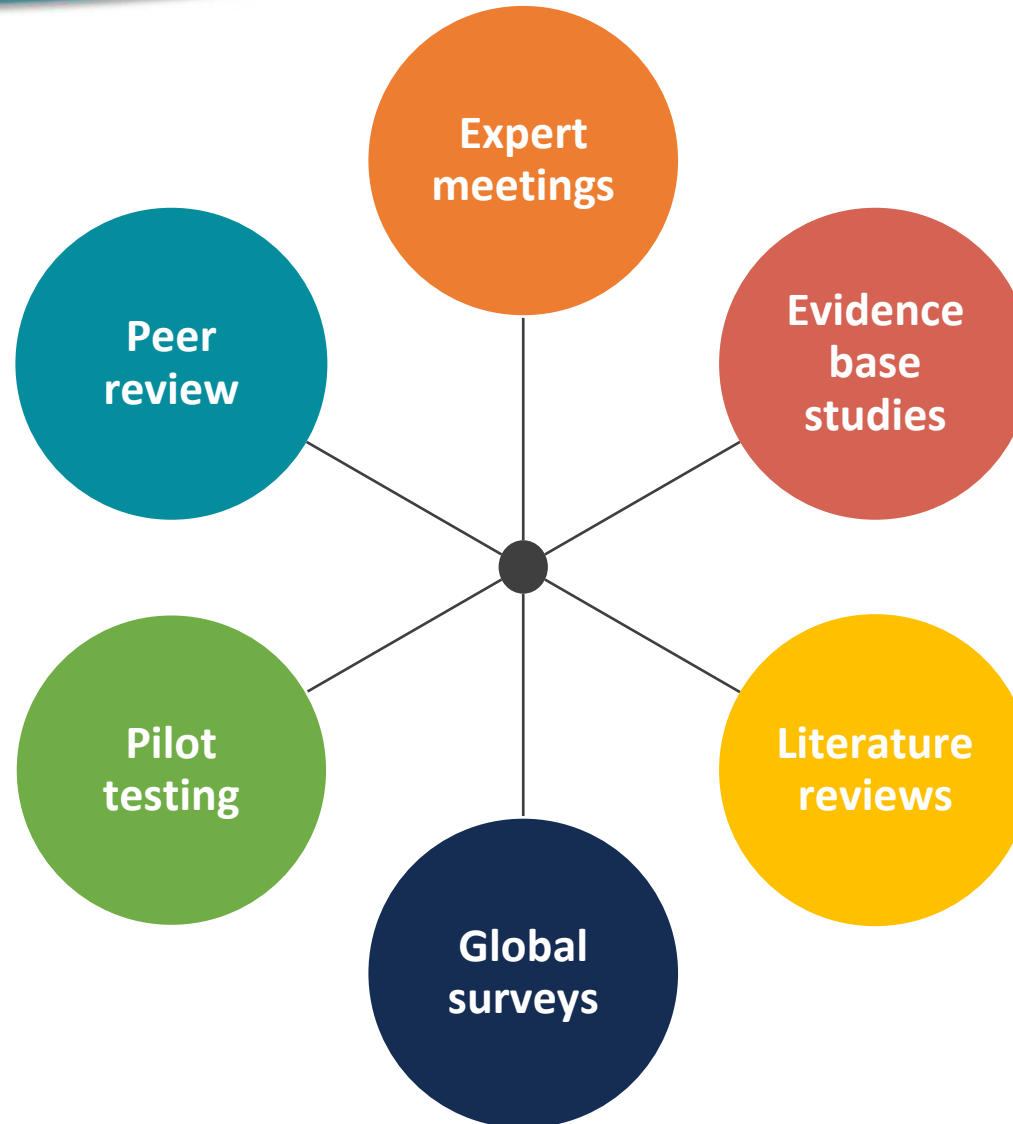 Expert
meetings
Evidence
base
studies
Literature
reviews
Global
surveys
Pilot
testing
Peer
review